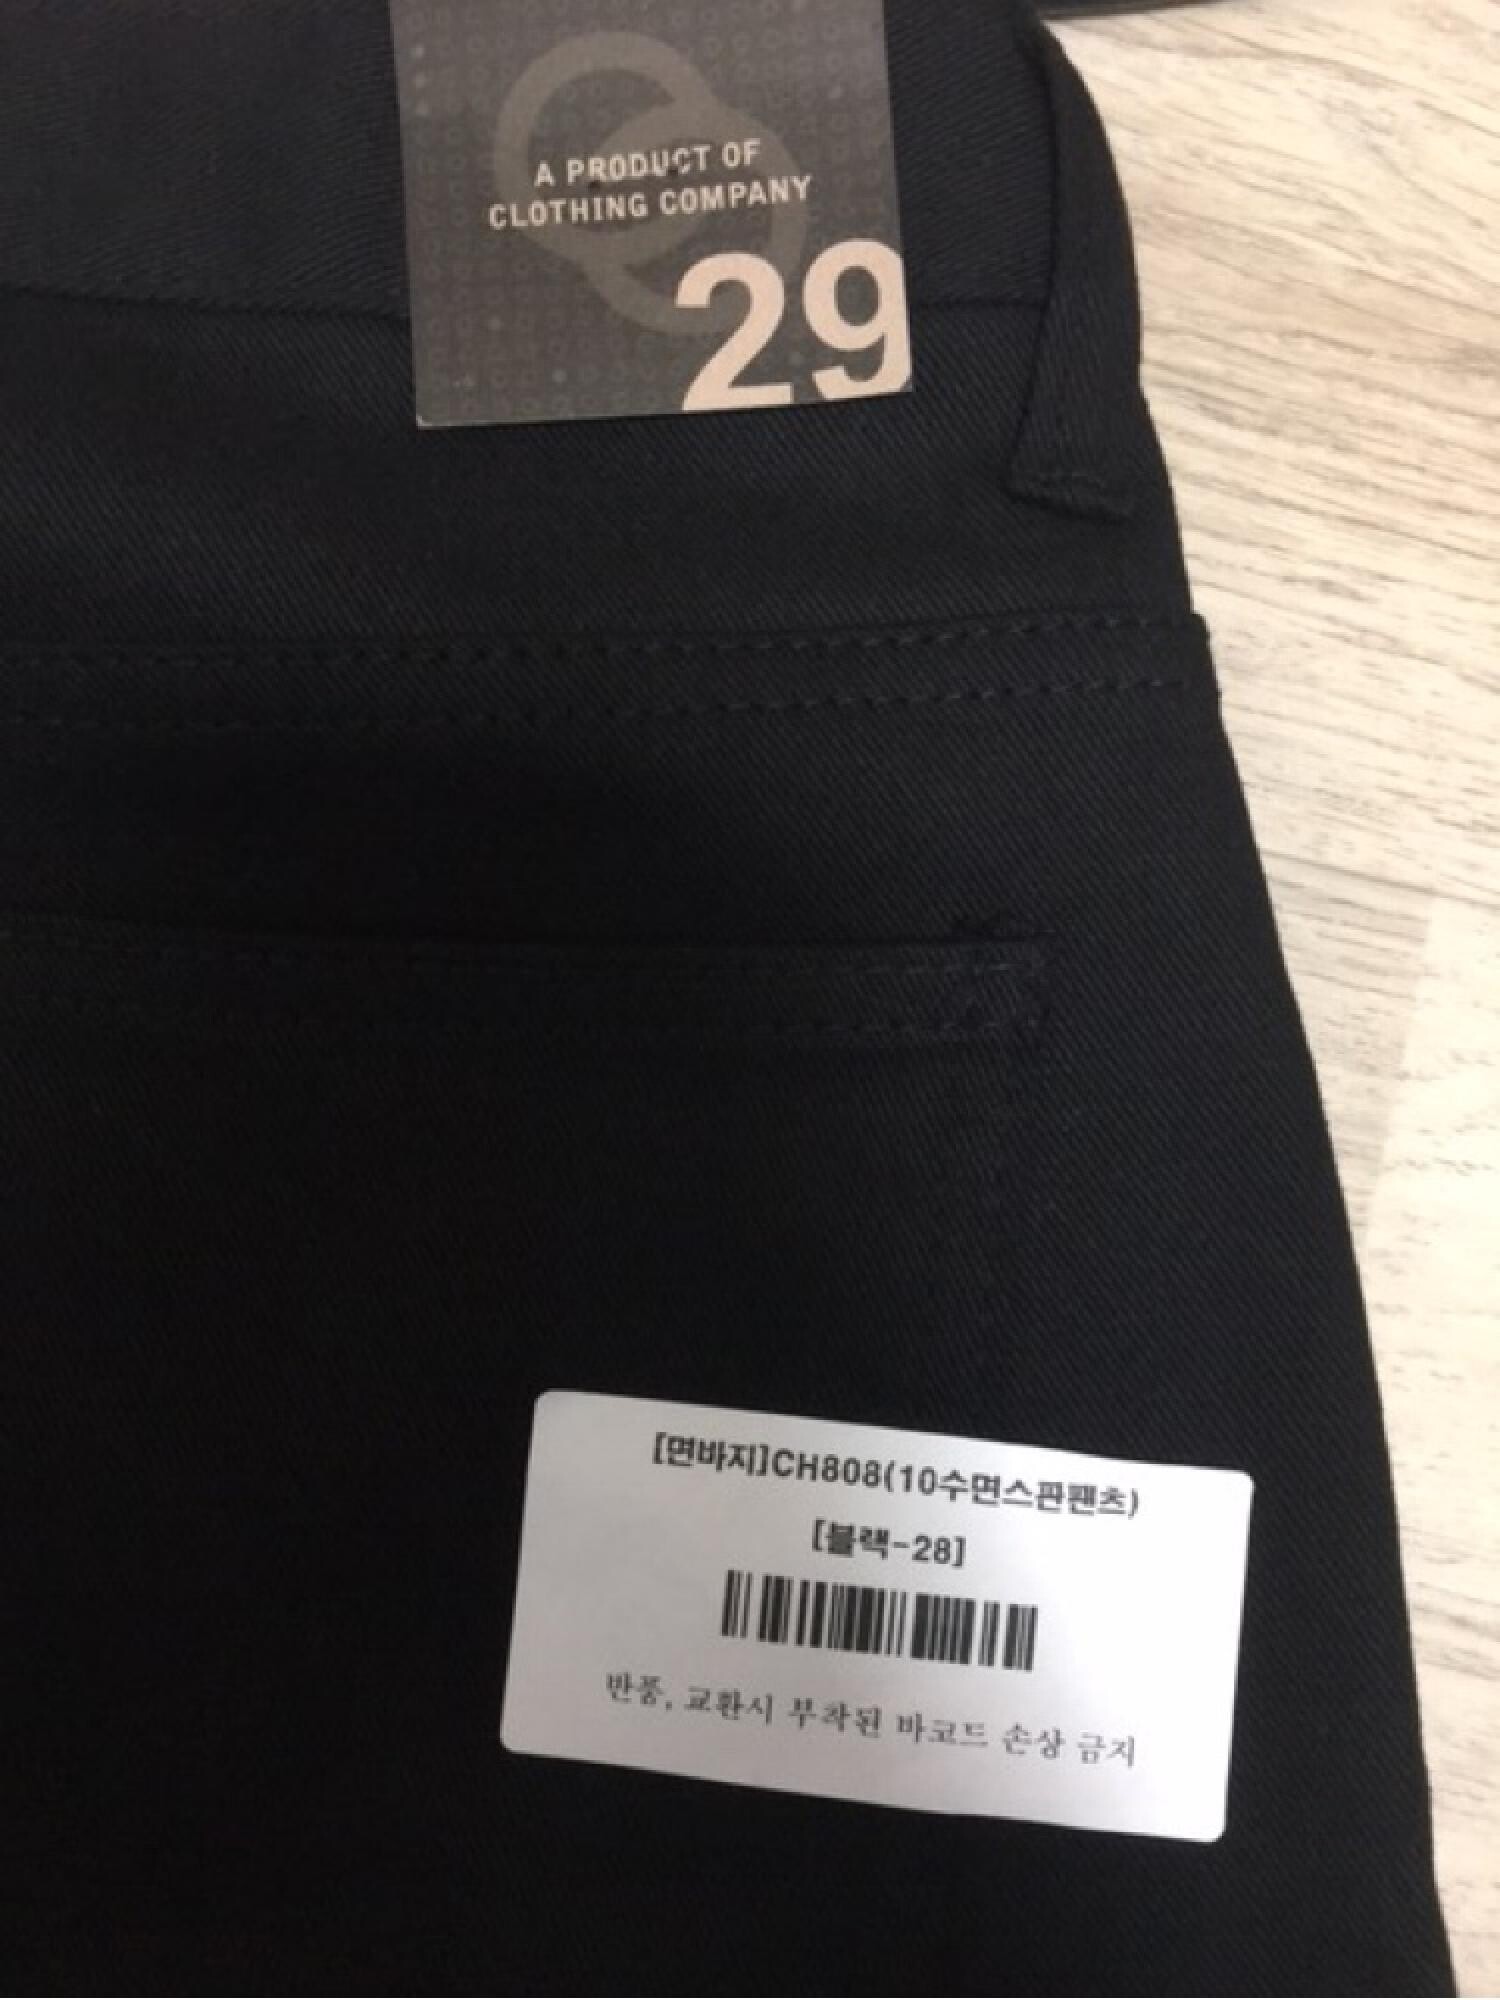 A PRODUCT OF
CLOTHING COMPANY
29
[면바지]CH808(10수면스판팬츠)
[블랙-28]
반품, 교환시 부착된 바코드 손상 금지